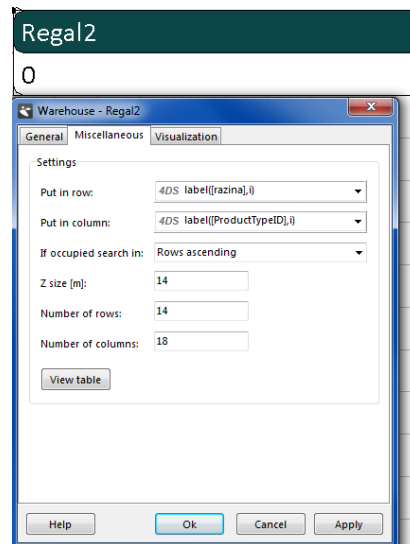 Regal2
0
Warehouse - Regal2
General Miscellaneous Visualization
Settings
Put in row: 4DS label([razina],i)
Put in column: 4DS label([ProductTypeID],i)
If occupied search in: Rows ascending
Z size [m]: 14
Number of rows: 14
Number of columns: 18
View table
Help Ok Cancel Apply